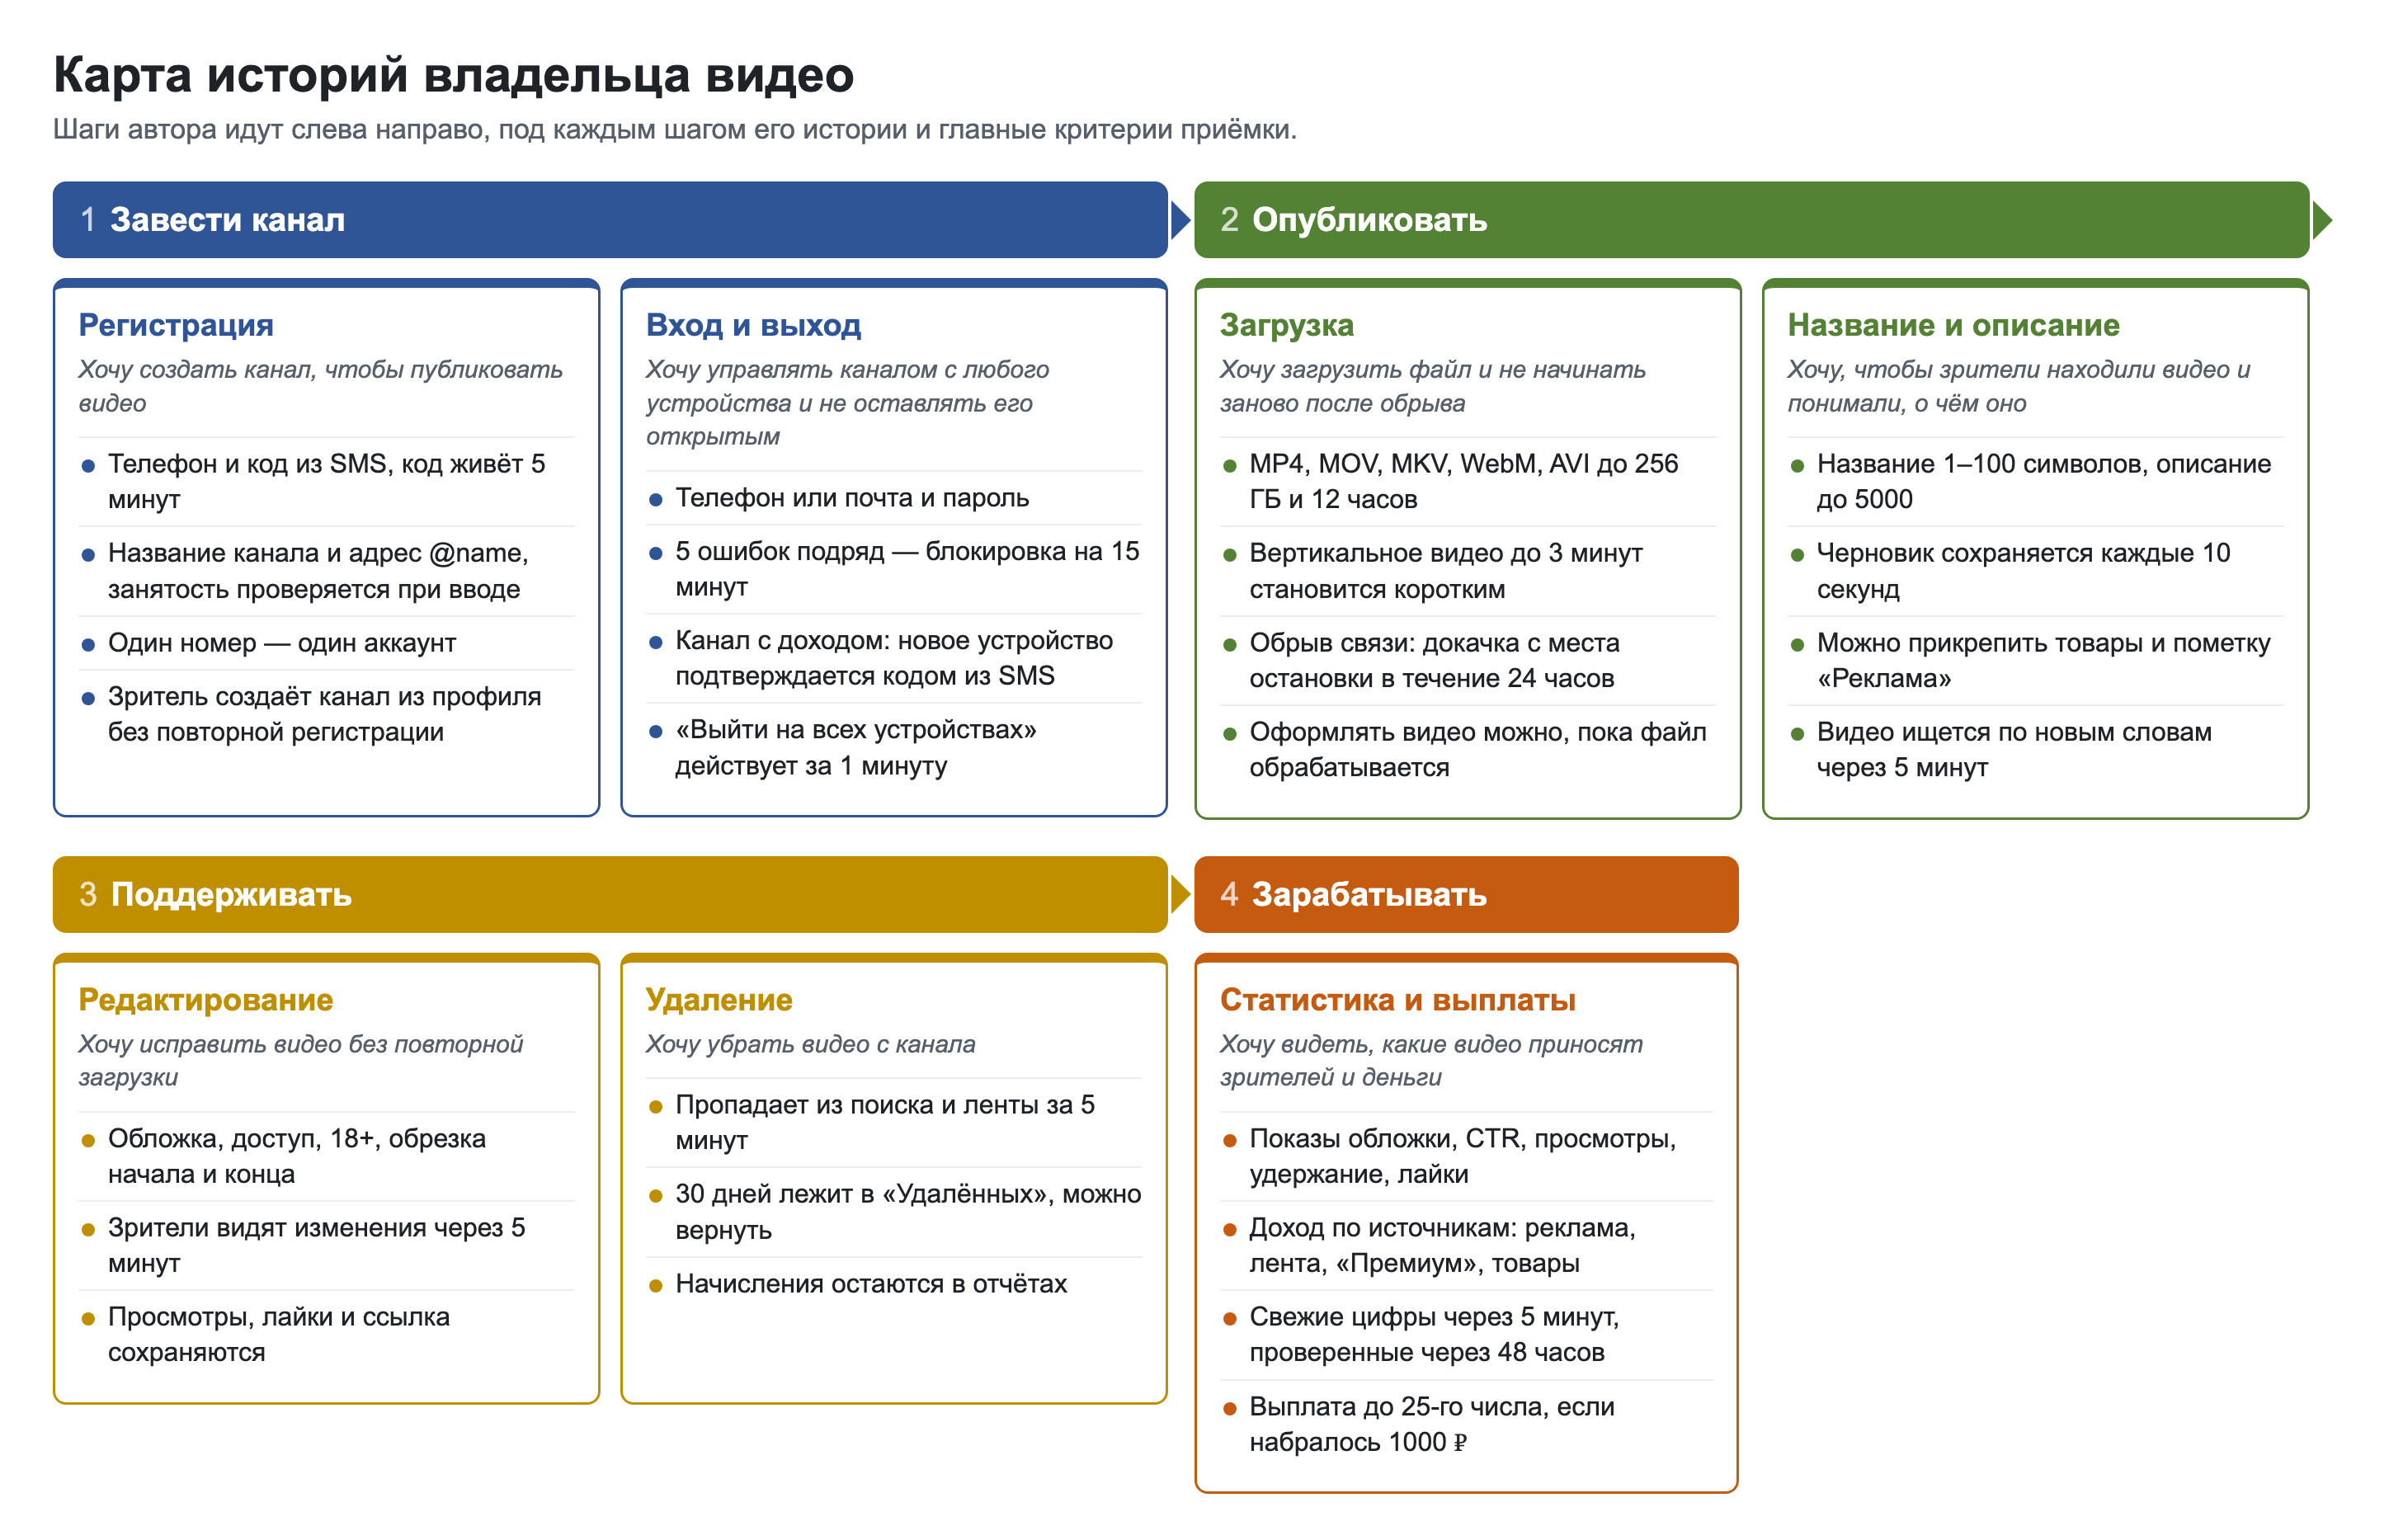 Карта историй владельца видео
Шаги автора идут слева направо, под каждым шагом его истории и главные критерии приёмки.
1 Завести канал
Регистрация
Хочу создать канал, чтобы публиковать
видео
Телефон и код из SMS, код живёт 5
минут
Название канала и адрес @name,
занятость проверяется при вводе
Один номер — один аккаунт
Зритель создаёт канал из профиля
без повторной регистрации
Вход и выход
Хочу управлять каналом с любого
устройства и не оставлять его
открытым
Телефон или почта и пароль
5 ошибок подряд — блокировка на 15
минут
Канал с доходом: новое устройство
подтверждается кодом из SMS
«Выйти на всех устройствах»
действует за 1 минуту
2 Опубликовать
Загрузка
Хочу загрузить файл и не начинать
заново после обрыва
MP4, MOV, MKV, WebM, AVI до 256
ГБ и 12 часов
Вертикальное видео до 3 минут
становится коротким
Обрыв связи: докачка с места
остановки в течение 24 часов
Оформлять видео можно, пока файл
обрабатывается
Название и описание
Хочу, чтобы зрители находили видео и
понимали, о чём оно
Название 1–100 символов, описание
до 5000
Черновик сохраняется каждые 10
секунд
Можно прикрепить товары и пометку
«Реклама»
Видео ищется по новым словам
через 5 минут
3 Поддерживать
Редактирование
Хочу исправить видео без повторной
загрузки
Обложка, доступ, 18+, обрезка
начала и конца
Зрители видят изменения через 5
минут
Просмотры, лайки и ссылка
сохраняются
Удаление
Хочу убрать видео с канала
Пропадает из поиска и ленты за 5
минут
30 дней лежит в «Удалённых», можно
вернуть
Начисления остаются в отчётах
4 Зарабатывать
Статистика и выплаты
Хочу видеть, какие видео приносят
зрителей и деньги
Показы обложки, CTR, просмотры,
удержание, лайки
Доход по источникам: реклама,
лента, «Премиум», товары
Свежие цифры через 5 минут,
проверенные через 48 часов
Выплата до 25-го числа, если
набралось 1000 ₽